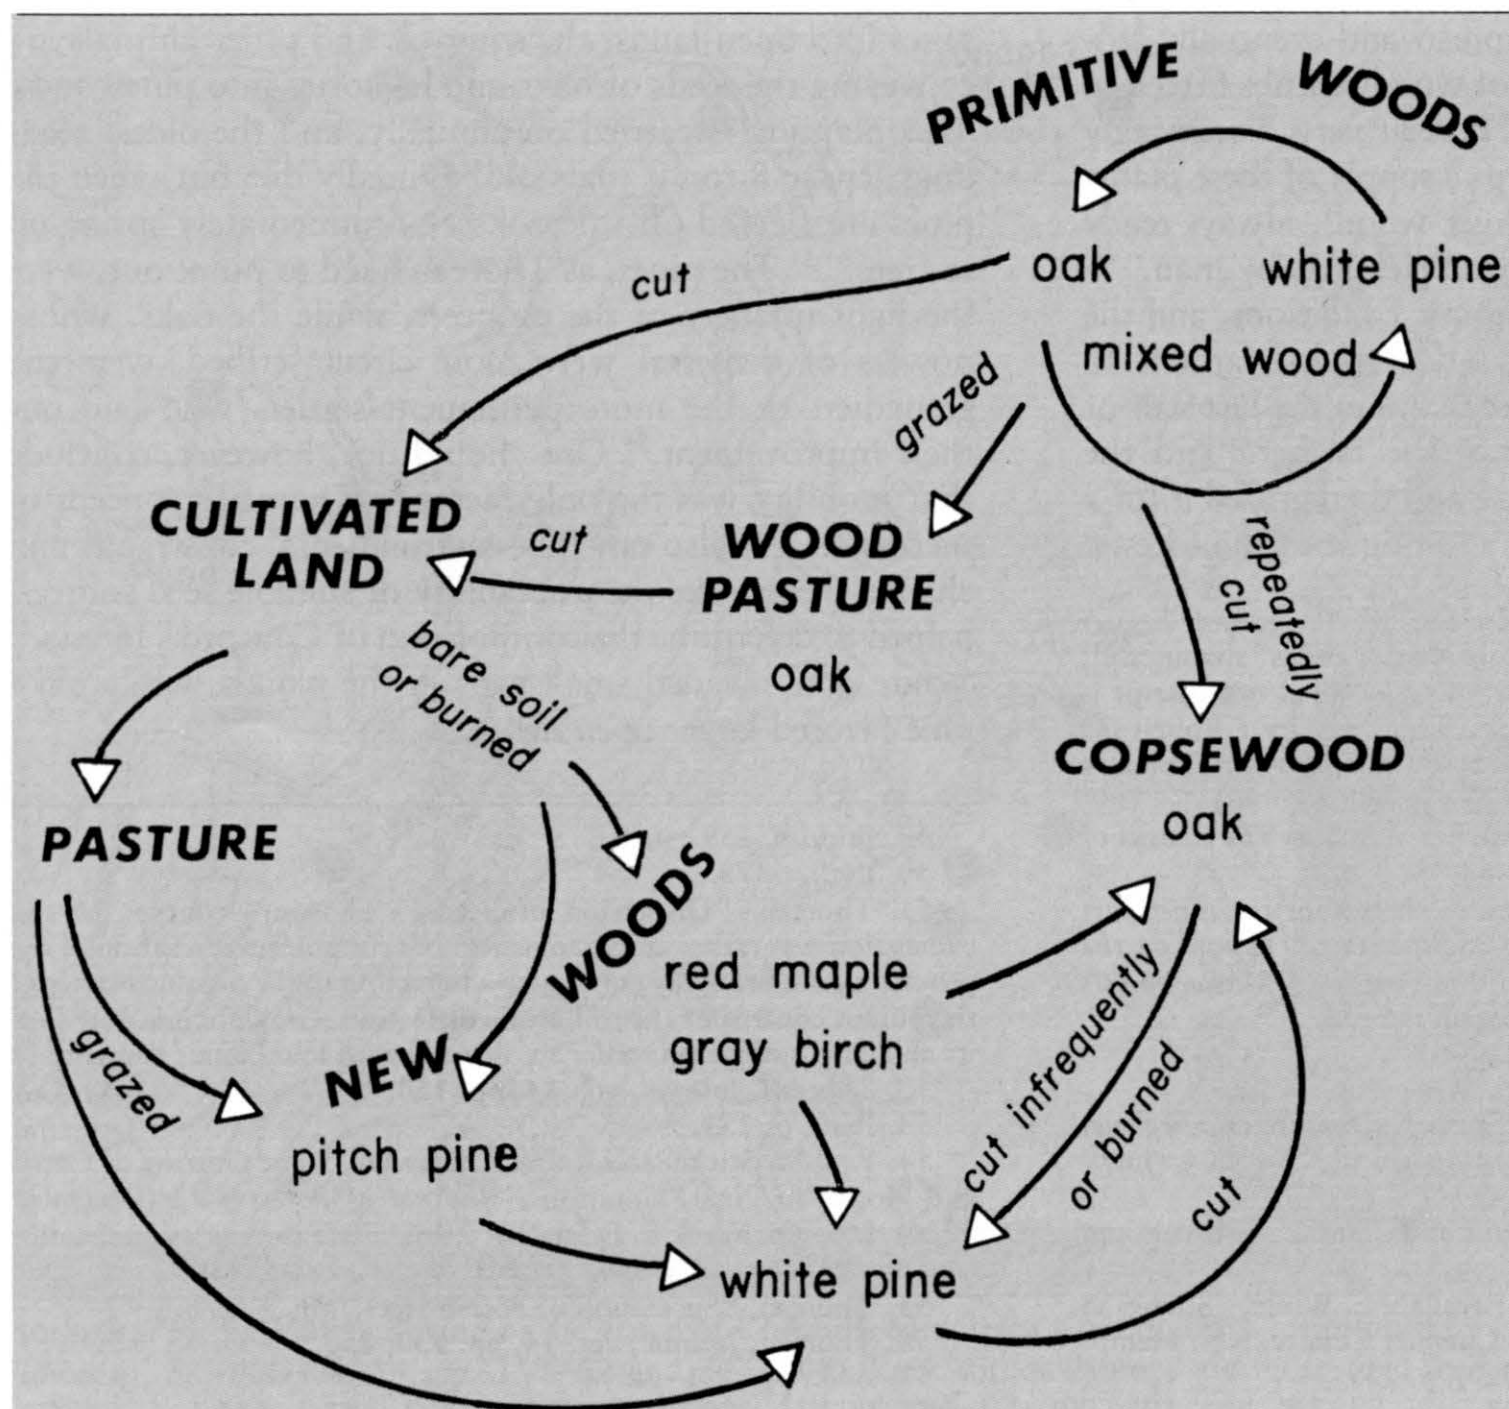 PRIMITIVE WOODS
oak white pine
mixed wood
cut
grazed
repeatedly
cut
CULTIVATED
LAND
cut
WOOD
PASTURE
oak
bare soil
or burned
COPSEWOOD
oak
PASTURE
NEW WOODS
red maple
gray birch
pitch pine
grazed
cut infrequently
or burned
cut
white pine